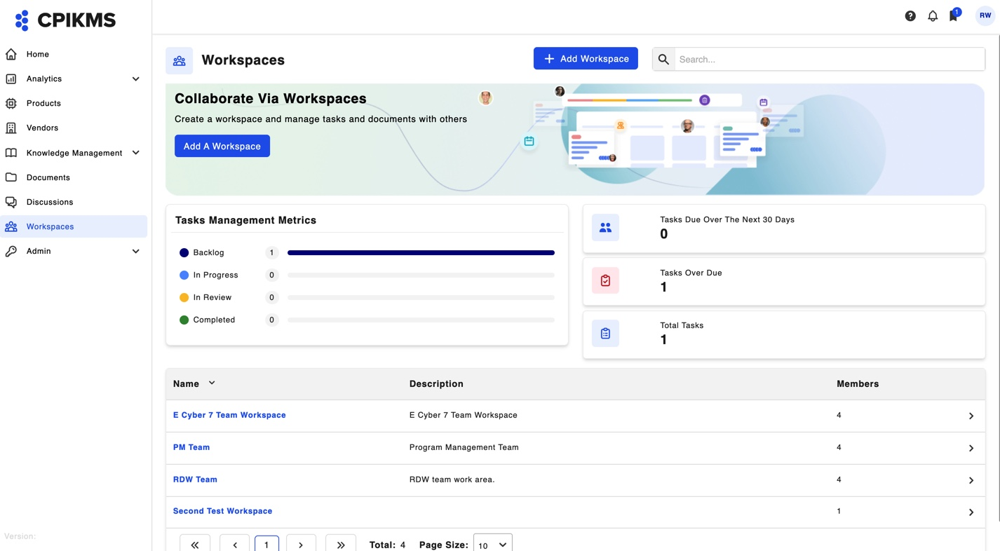 CPIKMS
1
RW
Home
Analytics
Products
Vendors
Knowledge Management
Documents
Discussions
Workspaces
Admin
Version:
Workspaces
Add Workspace
Search...
Collaborate Via Workspaces
Create a workspace and manage tasks and documents with others
Add A Workspace
Tasks Management Metrics
Backlog 1
In Progress 0
In Review 0
Completed 0
Tasks Due Over The Next 30 Days
0
Tasks Over Due
1
Total Tasks
1
Name Description Members
E Cyber 7 Team Workspace E Cyber 7 Team Workspace 4
PM Team Program Management Team 4
RDW Team RDW team work area. 4
Second Test Workspace 1
1 Total: 4 Page Size: 10